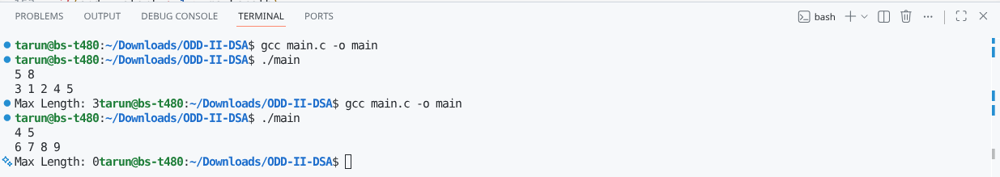 PROBLEMS OUTPUT DEBUG CONSOLE TERMINAL PORTS bash
tarun@bs-t480:~/Downloads/ODD-II-DSA$ gcc main.c -o main
tarun@bs-t480:~/Downloads/ODD-II-DSA$ ./main
5 8
3 1 2 4 5
Max Length: 3tarun@bs-t480:~/Downloads/ODD-II-DSA$ gcc main.c -o main
tarun@bs-t480:~/Downloads/ODD-II-DSA$ ./main
4 5
6 7 8 9
Max Length: 0tarun@bs-t480:~/Downloads/ODD-II-DSA$